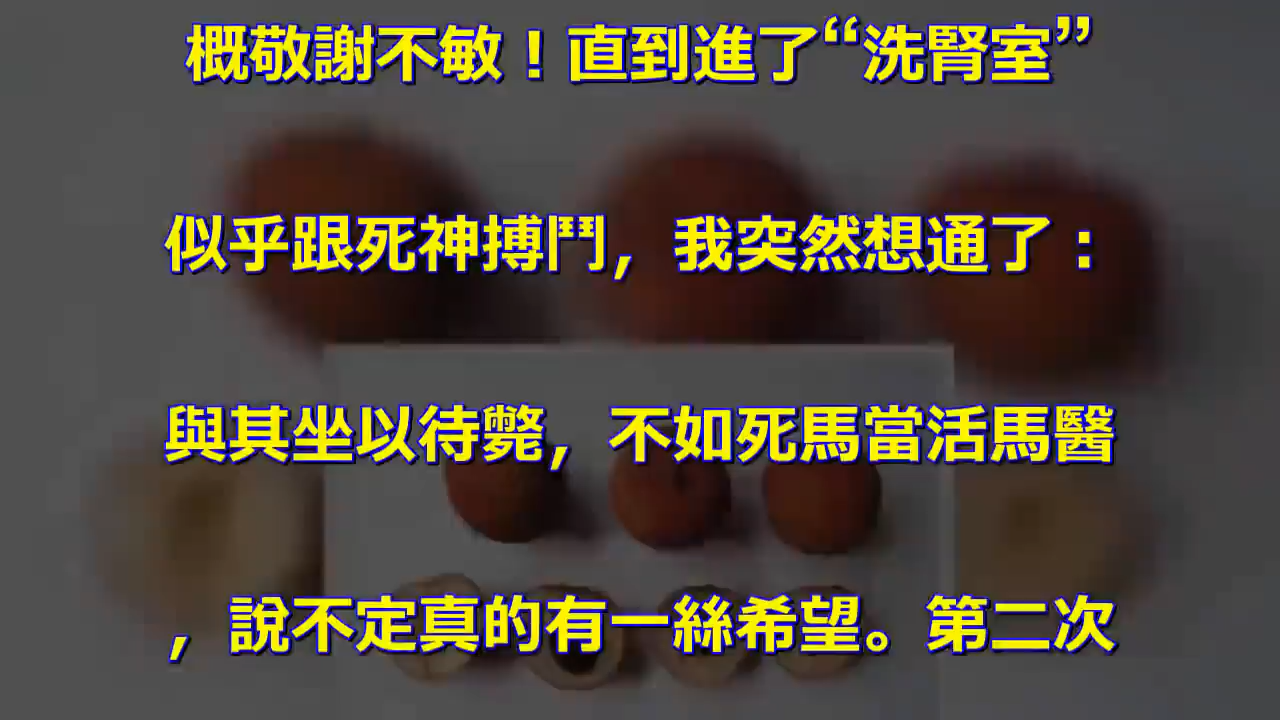 概敬謝不敏！直到進了“洗腎室”
似乎跟死神搏鬥，我突然想通了：
與其坐以待斃，不如死馬當活馬醫
，說不定真的有一絲希望。第二次